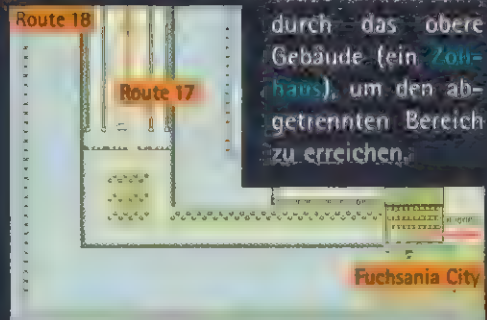 Route 18
Route 17
durch das obere
Gebäude (ein Zoll-
haus), um den ab-
getrennten Bereich
zu erreichen.
Fuchsania City